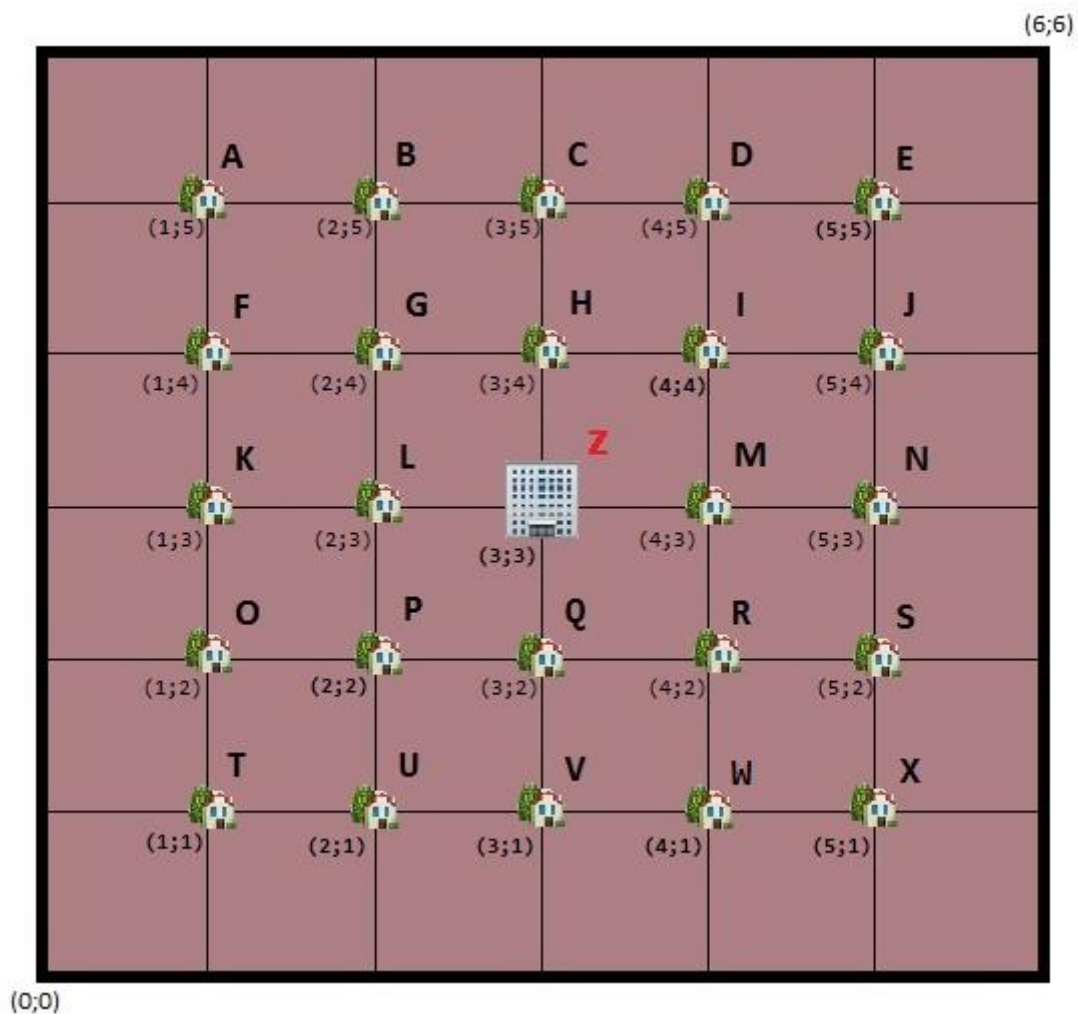 (6;6)
A B C D E
(1;5) (2;5) (3;5) (4;5) (5;5)
F G H I J
(1;4) (2;4) (3;4) (4;4) (5;4)
Z
K L M N
(1;3) (2;3) (3;3) (4;3) (5;3)
O P Q R S
(1;2) (2;2) (3;2) (4;2) (5;2)
T U V W X
(1;1) (2;1) (3;1) (4;1) (5;1)
(0;0)